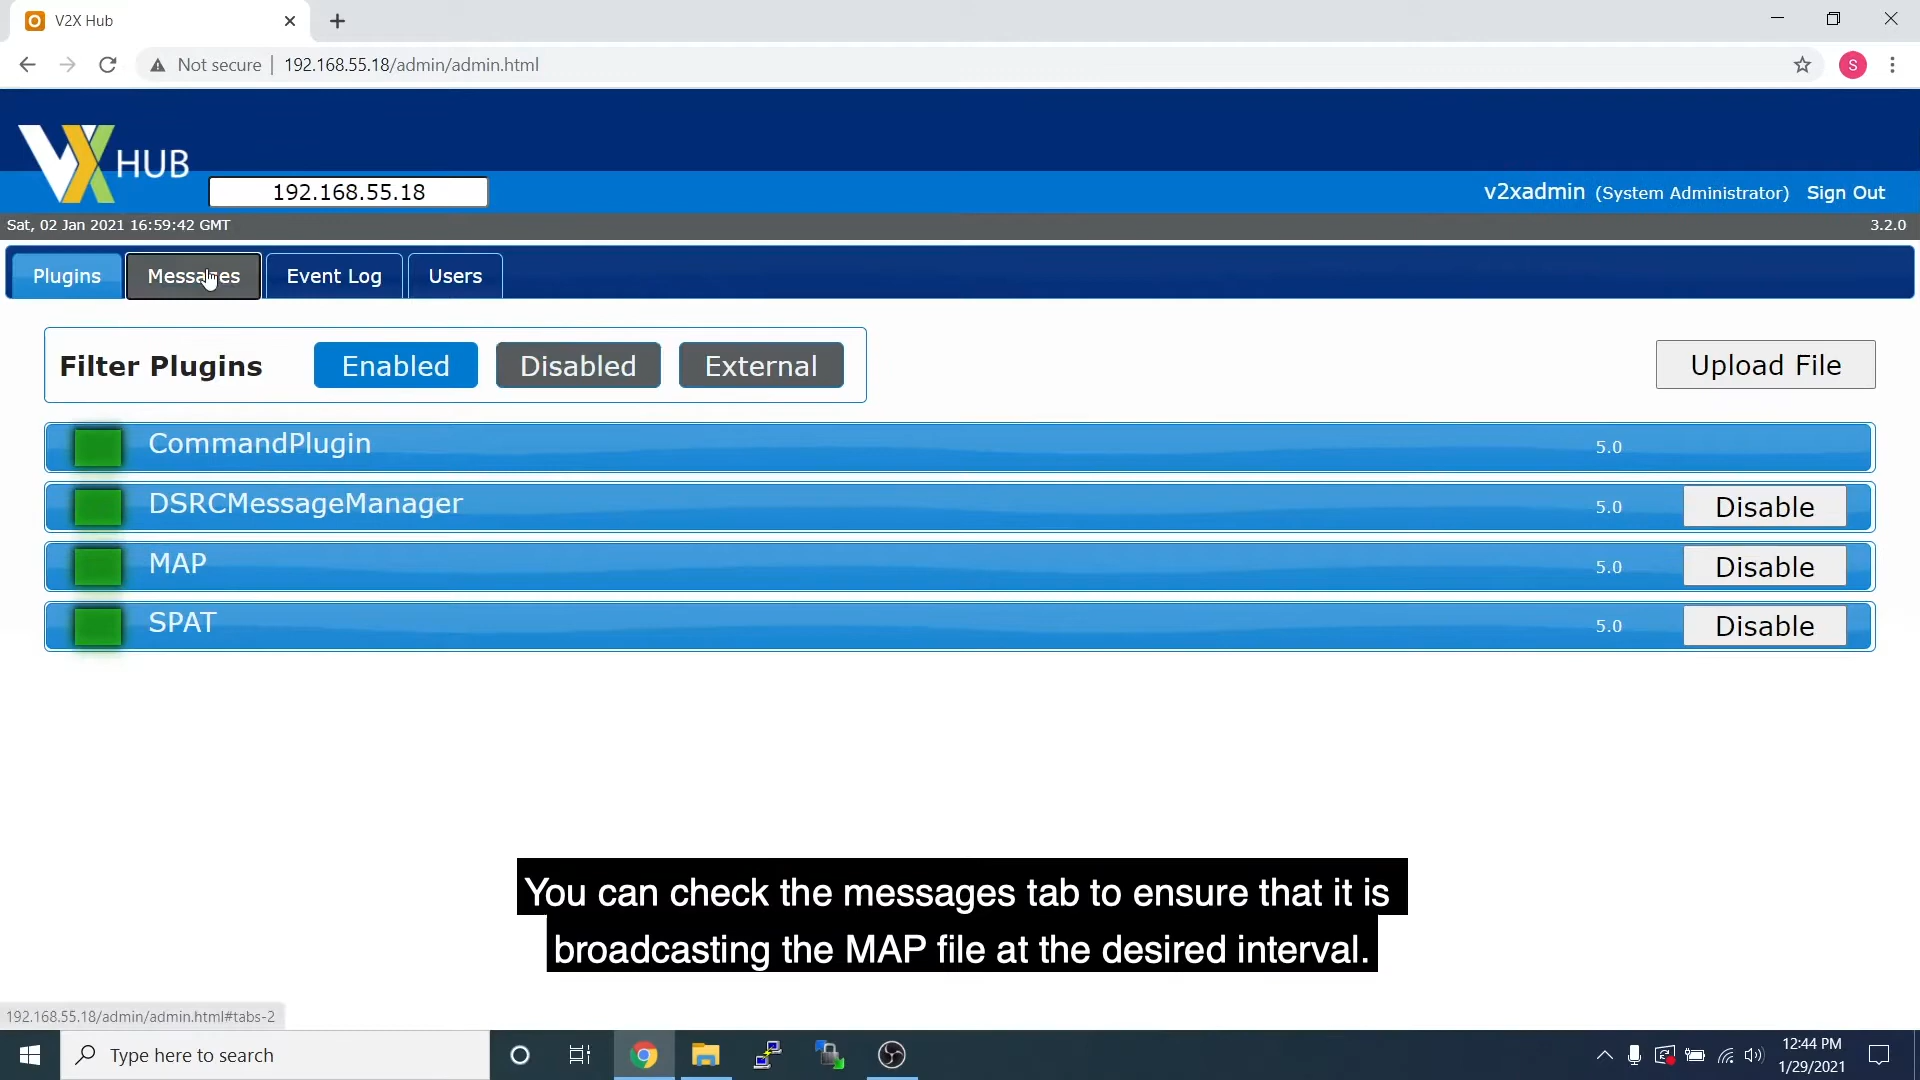 V2X Hub
Not secure | 192.168.55.18/admin/admin.html
S
VX HUB
192.168.55.18
v2xadmin (System Administrator) Sign Out
Sat, 02 Jan 2021 16:59:42 GMT 3.2.0
Plugins Messages Event Log Users
Filter Plugins Enabled Disabled External Upload File
CommandPlugin 5.0
DSRCMessageManager 5.0 Disable
MAP 5.0 Disable
SPAT 5.0 Disable
You can check the messages tab to ensure that it is
broadcasting the MAP file at the desired interval.
192.168.55.18/admin/admin.html#tabs-2
Type here to search
12:44 PM
1/29/2021